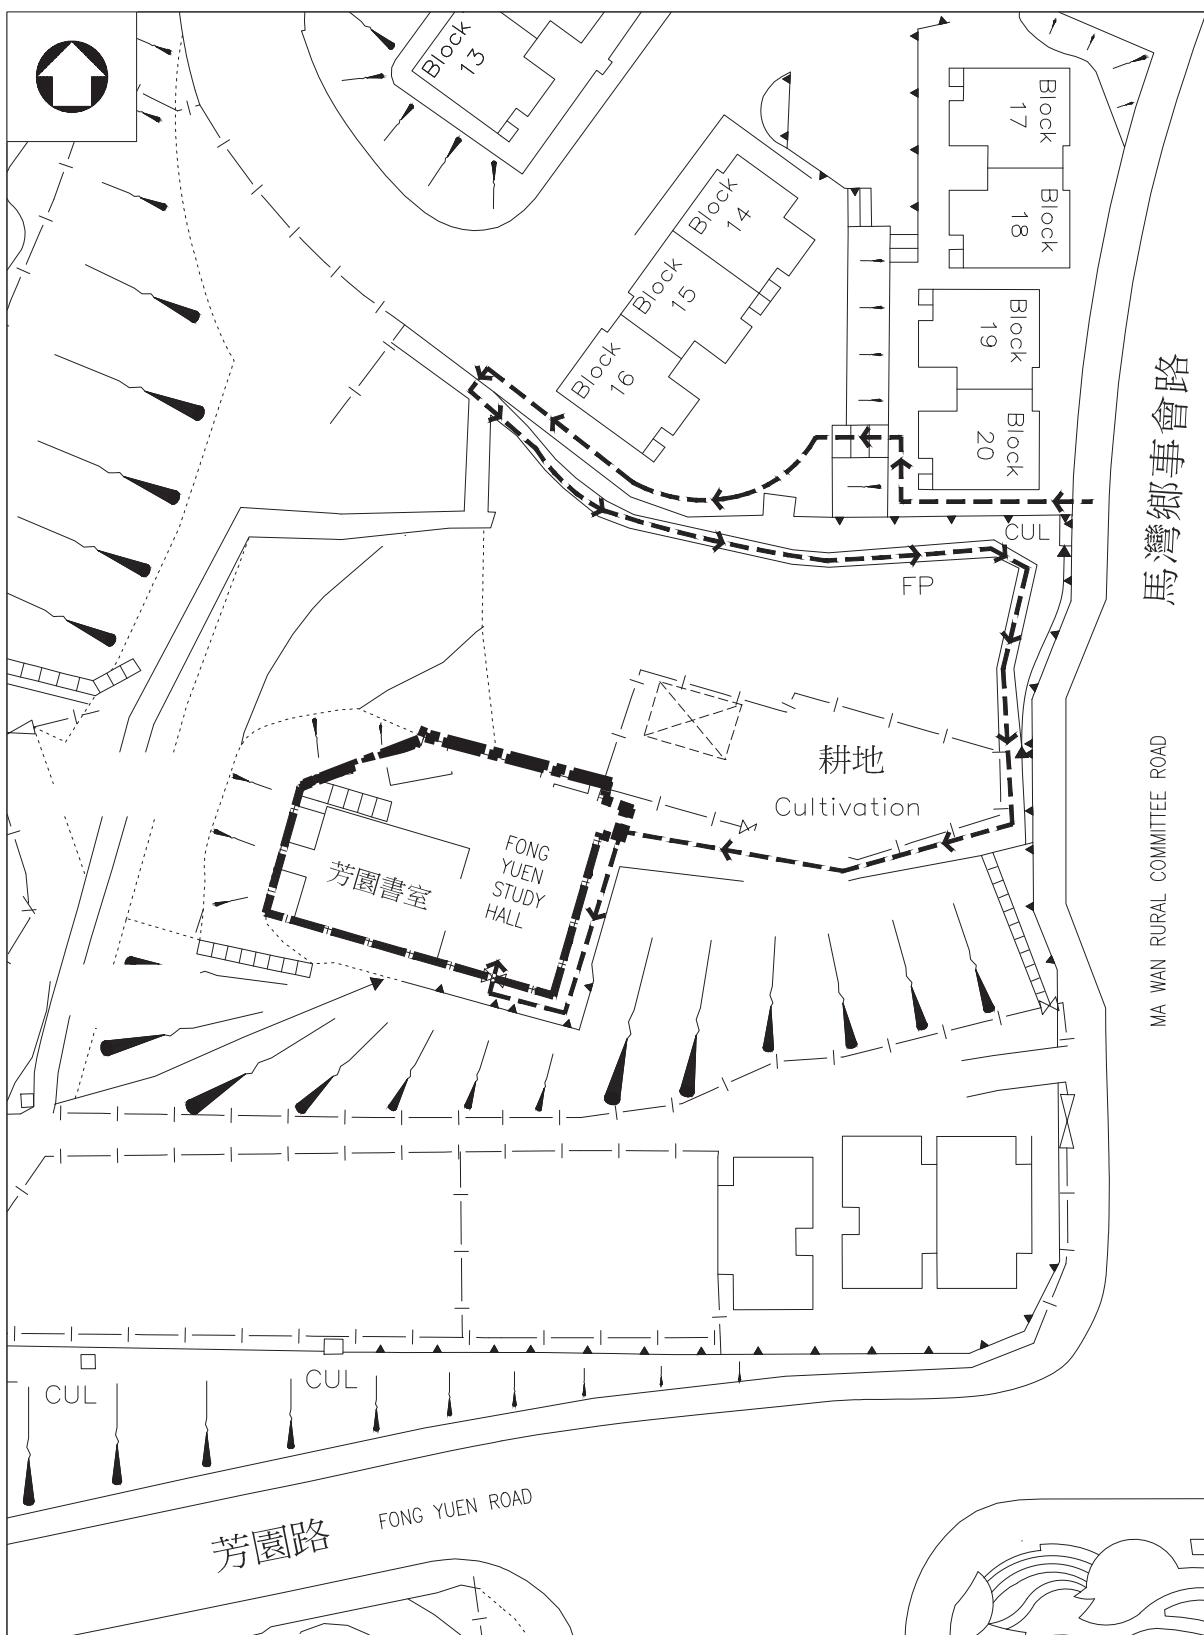 Block
13
Block
17
Block
18
Block
14
Block
15
Block
16
Block
19
Block
20
馬灣鄉事會路
CUL
FP
耕地
Cultivation
MA WAN RURAL COMMITTEE ROAD
芳園書室
FONG
YUEN
STUDY
HALL
CUL
CUL
芳園路
FONG YUEN ROAD